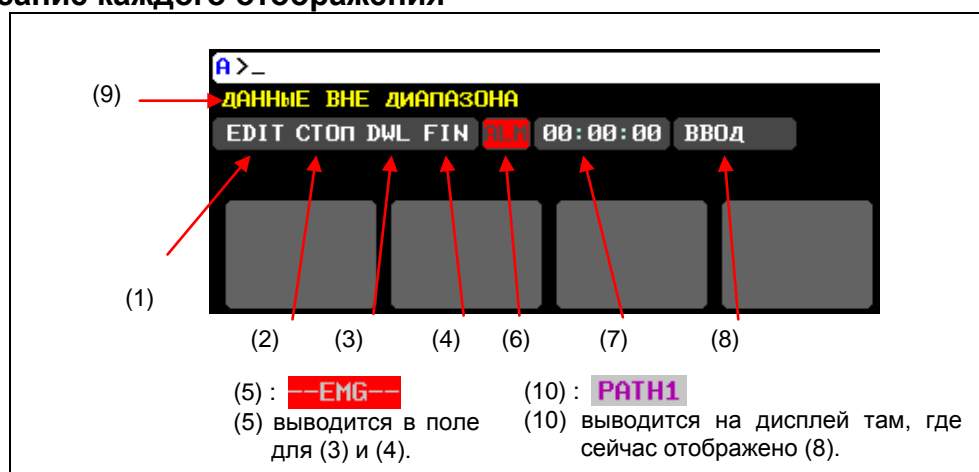 сание каждого отображения
A>_
(9)
ДАННЫЕ ВНЕ ДИАПАЗОНА
EDIT СТОП DWL FIN ALM 00:00:00 ВВОД
(1)
(2) (3) (4) (6) (7) (8)
(5) : --EMG--
(5) выводится в поле для (3) и (4).
(10) : PATH1
(10) выводится на дисплей там, где сейчас отображено (8).